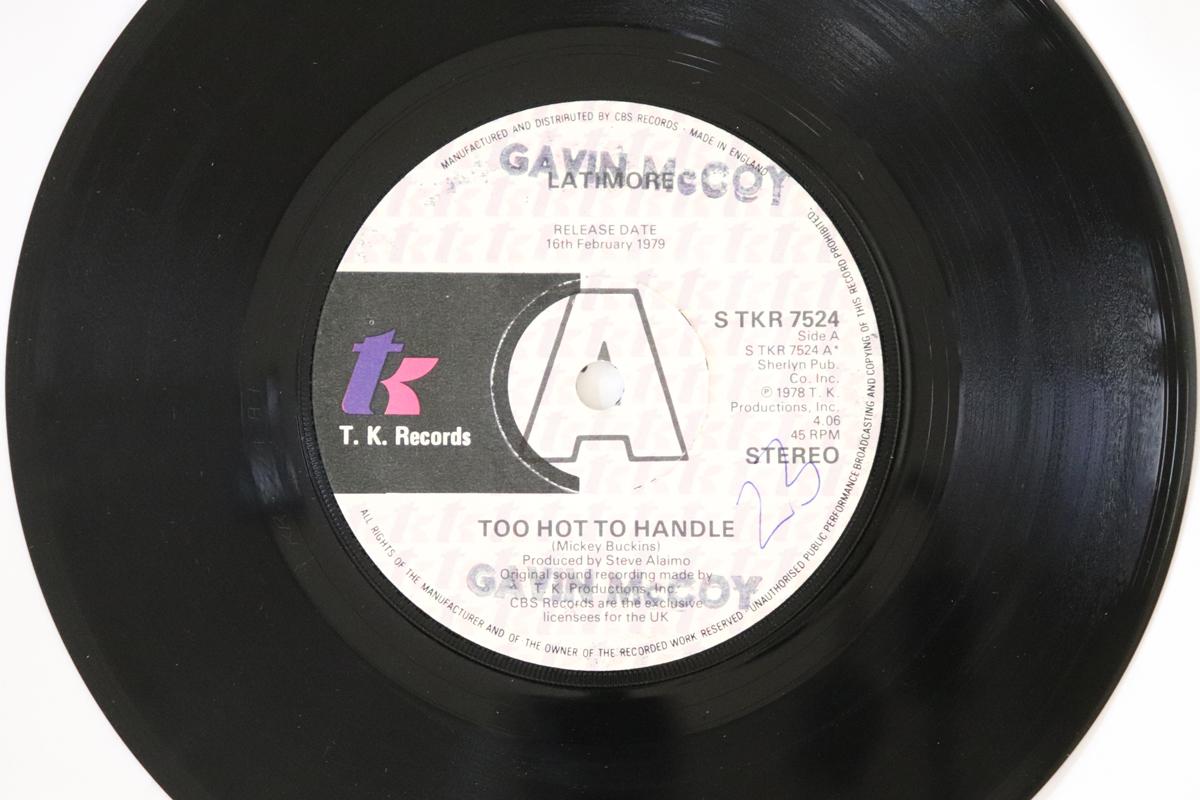 MANUFACTURED AND DISTRIBUTED BY CBS RECORDS · MADE IN ENGLAND
GAVIN McCOY
LATIMORE
RELEASE DATE
16th February 1979
A
S TKR 7524
Side A
S TKR 7524 A*
Sherlyn Pub.
Co. Inc.
℗ 1978 T. K.
Productions, Inc.
4.06
45 RPM
STEREO
23
tk
T. K. Records
TOO HOT TO HANDLE
(Mickey Buckins)
Produced by Steve Alaimo
Original sound recording made by
T.K. Productions, Inc.
GAVIN McCOY
CBS Records are the exclusive
licensees for the UK
ALL RIGHTS OF THE MANUFACTURER AND OF THE OWNER OF THE RECORDED WORK RESERVED · UNAUTHORISED PUBLIC PERFORMANCE BROADCASTING AND COPYING OF THIS RECORD PROHIBITED.